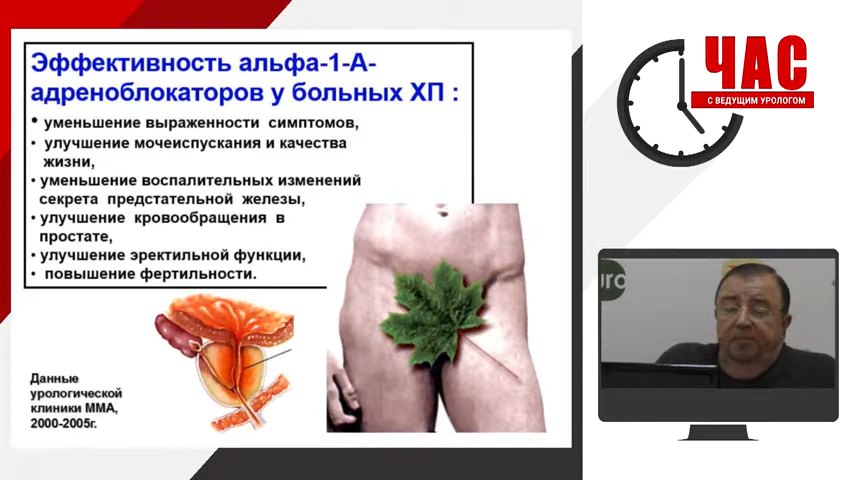 Эффективность альфа-1-А-
адреноблокаторов у больных ХП :
• уменьшение выраженности симптомов,
• улучшение мочеиспускания и качества
жизни,
• уменьшение воспалительных изменений
секрета предстательной железы,
• улучшение кровообращения в
простате,
• улучшение эректильной функции,
• повышение фертильности.
Данные
урологической
клиники ММА,
2000-2005г.
ЧАС
С ВЕДУЩИМ УРОЛОГОМ
uro